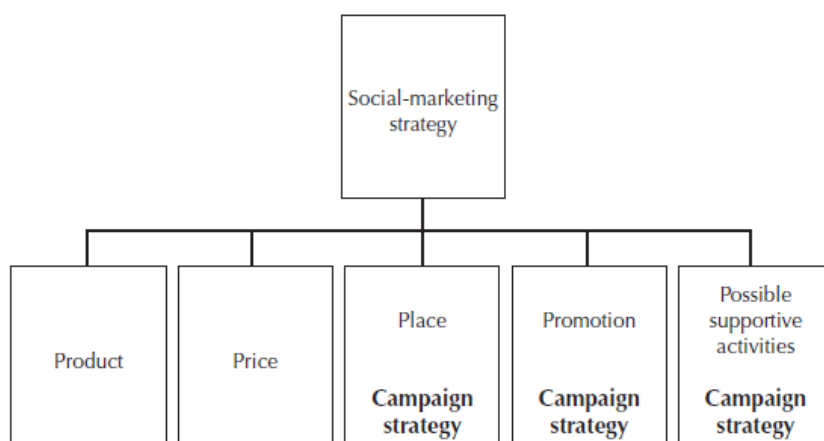 Social-marketing
strategy
Product
Price
Place
Campaign
strategy
Promotion
Campaign
strategy
Possible
supportive
activities
Campaign
strategy